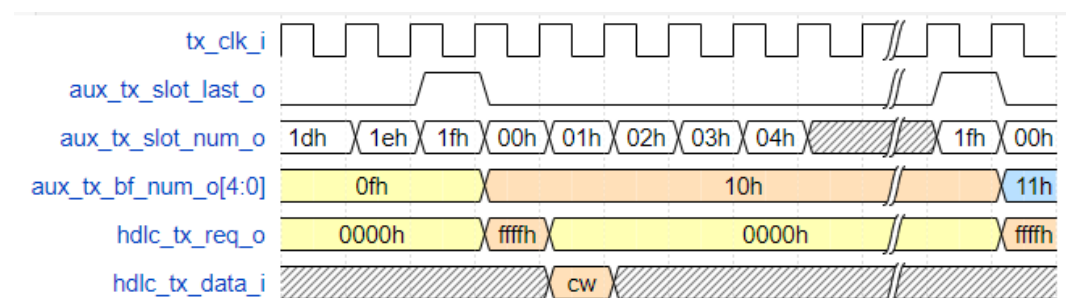 tx_clk_i
aux_tx_slot_last_o
aux_tx_slot_num_o 1dh 1eh 1fh 00h 01h 02h 03h 04h 1fh 00h
aux_tx_bf_num_o[4:0] 0fh 10h 11h
hdlc_tx_req_o 0000h ffffh 0000h ffffh
hdlc_tx_data_i cw